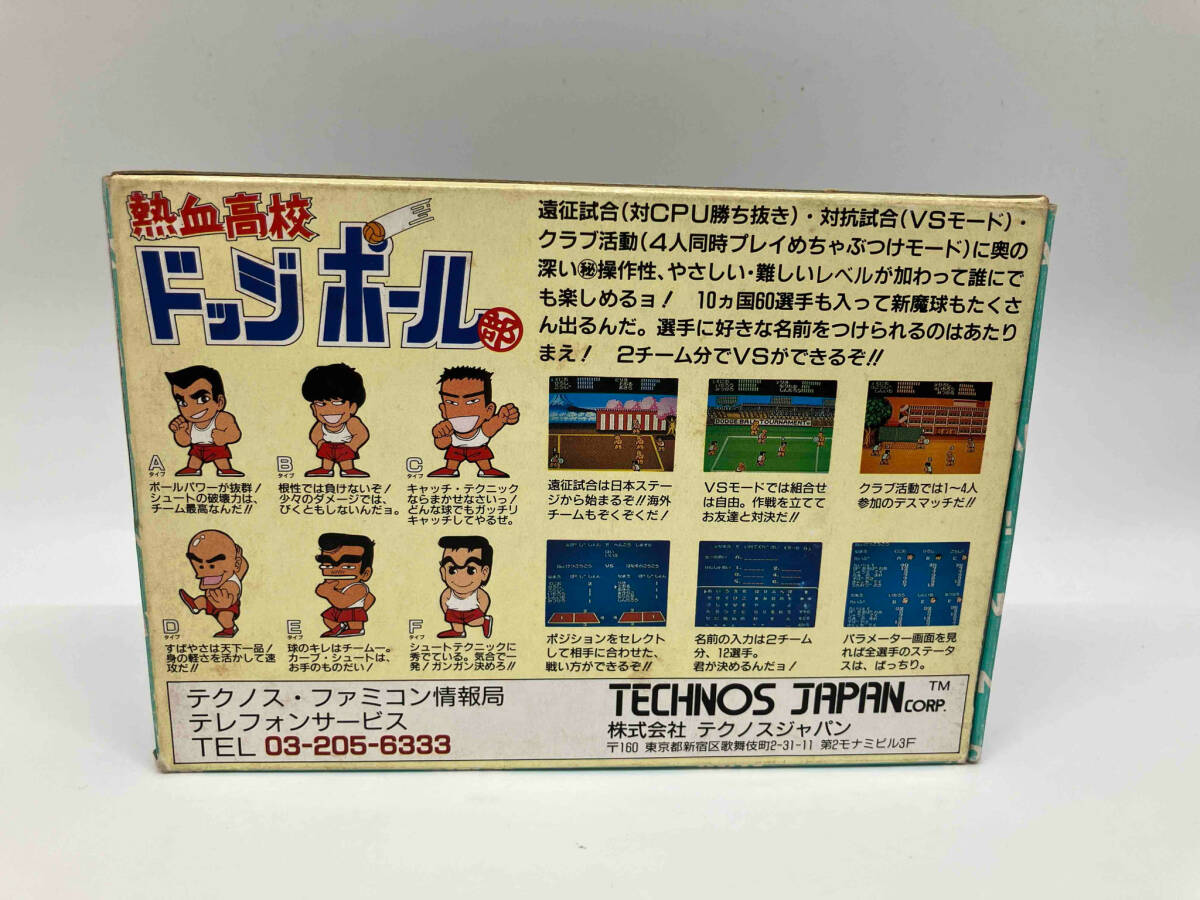 熱血高校
ドッジボール部
遠征試合(対CPU勝ち抜き)・対抗試合(VSモード)・
クラブ活動(4人同時プレイめちゃぶつけモード)に奥の
深い㊙操作性、やさしい・難しいレベルが加わって誰にで
も楽しめるョ! 10ヵ国60選手も入って新魔球もたくさ
ん出るんだ。選手に好きな名前をつけられるのはあたり
まえ! 2チーム分でVSができるぞ!!
A
タイプ
ボールパワーが抜群!
シュートの破壊力は、
チーム最高なんだ!!
B
タイプ
根性では負けないぞ!
少々のダメージでは、
びくともしないんだョ。
C
タイプ
キャッチ・テクニック
ならまかせなさいっ!
どんな球でもガッチリ
キャッチしてやるぜ。
遠征試合は日本ステー
ジから始まるぞ!!海外
チームもぞくぞくだ!
DODGE BALL TOURNAMENT
VSモードでは組合せ
は自由。作戦を立てて
お友達と対決だ!!
クラブ活動では1~4人
参加のデスマッチだ!!
D
タイプ
すばやさは天下一品!
身の軽さを活かして速
攻だ!!
E
タイプ
球のキレはチーム一。
カーブ・シュートは、
お手のものだい!
F
タイプ
シュートテクニックに
秀でている。気合で一
発!ガンガン決めろ!!
VS
ポジションをセレクト
して相手に合わせた、
戦い方ができるぞ!!
名前の入力は2チーム
分、12選手。
君が決めるんだョ!
パラメーター画面を見
れば全選手のステータ
スは、ばっちり。
テクノス・ファミコン情報局
テレフォンサービス
TEL 03-205-6333
TECHNOS JAPAN CORP.™
株式会社 テクノスジャパン
〒160 東京都新宿区歌舞伎町2-31-11 第2モナミビル3F